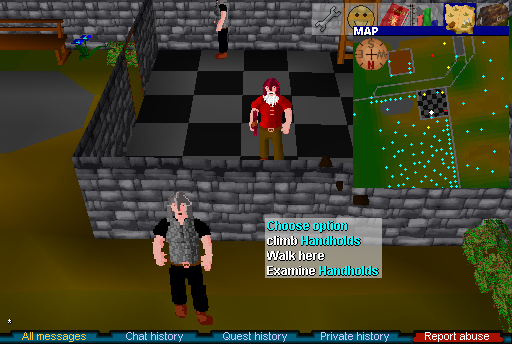 MAP
S
N
Choose option
climb Handholds
Walk here
Examine Handholds
*
All messages
Chat history
Quest history
Private history
Report abuse